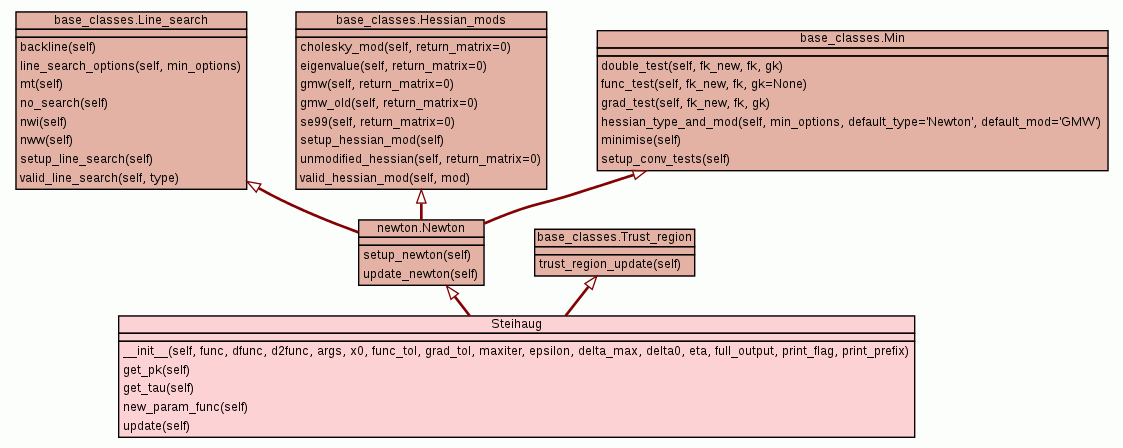 base_classes.Line_search
backline(self)
line_search_options(self, min_options)
mt(self)
no_search(self)
nwi(self)
nww(self)
setup_line_search(self)
valid_line_search(self, type)
base_classes.Hessian_mods
cholesky_mod(self, return_matrix=0)
eigenvalue(self, return_matrix=0)
gmw(self, return_matrix=0)
gmw_old(self, return_matrix=0)
se99(self, return_matrix=0)
setup_hessian_mod(self)
unmodified_hessian(self, return_matrix=0)
valid_hessian_mod(self, mod)
base_classes.Min
double_test(self, fk_new, fk, gk)
func_test(self, fk_new, fk, gk=None)
grad_test(self, fk_new, fk, gk)
hessian_type_and_mod(self, min_options, default_type='Newton', default_mod='GMW')
minimise(self)
setup_conv_tests(self)
newton.Newton
setup_newton(self)
update_newton(self)
base_classes.Trust_region
trust_region_update(self)
Steihaug
__init__(self, func, dfunc, d2func, args, x0, func_tol, grad_tol, maxiter, epsilon, delta_max, delta0, eta, full_output, print_flag, print_prefix)
get_pk(self)
get_tau(self)
new_param_func(self)
update(self)